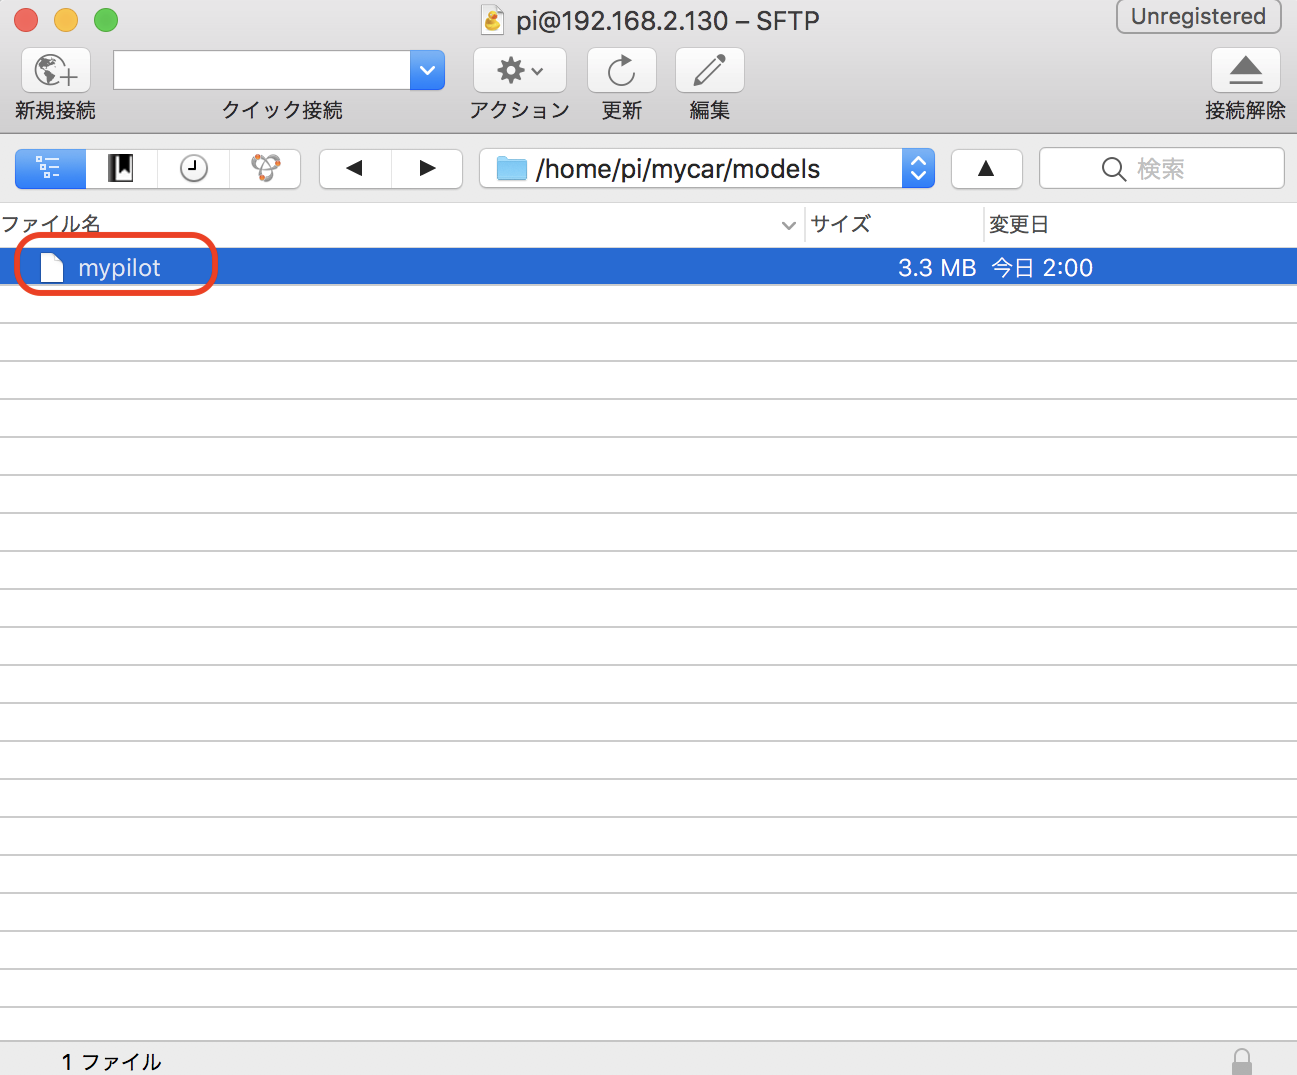 pi@192.168.2.130 – SFTP
Unregistered
新規接続
クイック接続
アクション
更新
編集
接続解除
/home/pi/mycar/models
検索
ファイル名
サイズ
変更日
mypilot
3.3 MB
今日 2:00
1 ファイル